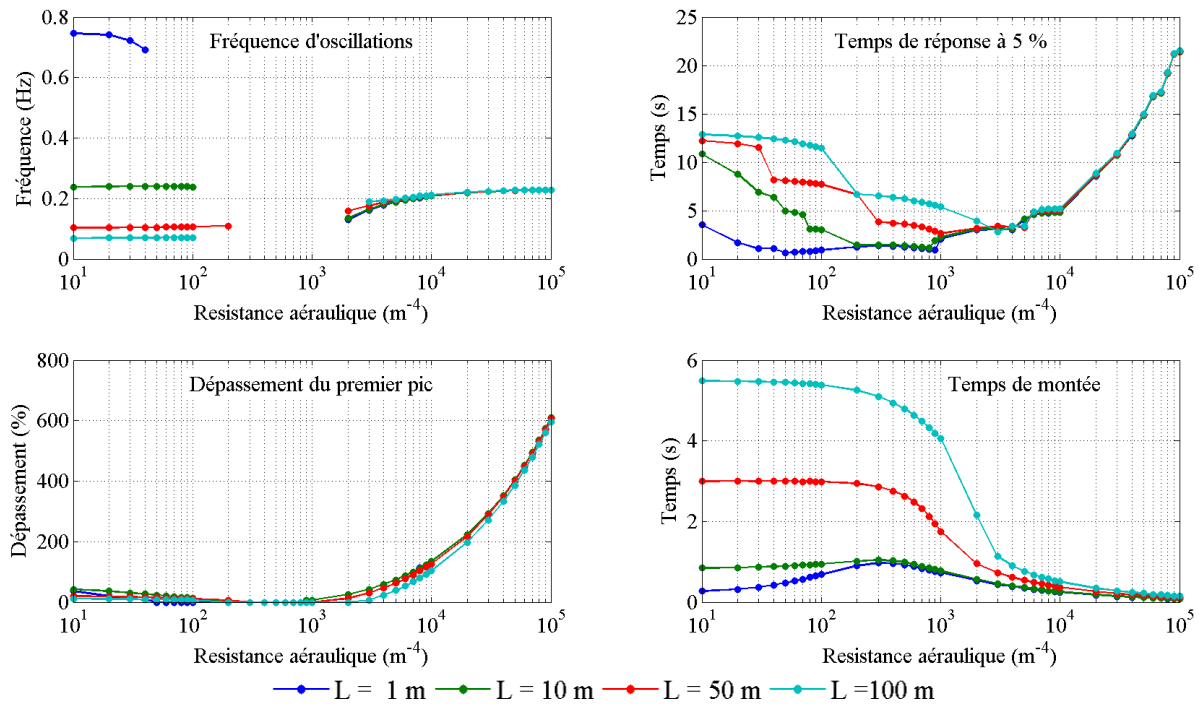 Fréquence d'oscillations
Fréquence (Hz)
0.8
0.6
0.4
0.2
0
10^1 10^2 10^3 10^4 10^5
Resistance aéraulique (m^-4)
Temps de réponse à 5 %
Temps (s)
25
20
15
10
5
0
10^1 10^2 10^3 10^4 10^5
Resistance aéraulique (m^-4)
Dépassement du premier pic
Dépassement (%)
800
600
400
200
0
10^1 10^2 10^3 10^4 10^5
Resistance aéraulique (m^-4)
Temps de montée
Temps (s)
6
4
2
0
10^1 10^2 10^3 10^4 10^5
Resistance aéraulique (m^-4)
L = 1 m L = 10 m L = 50 m L =100 m